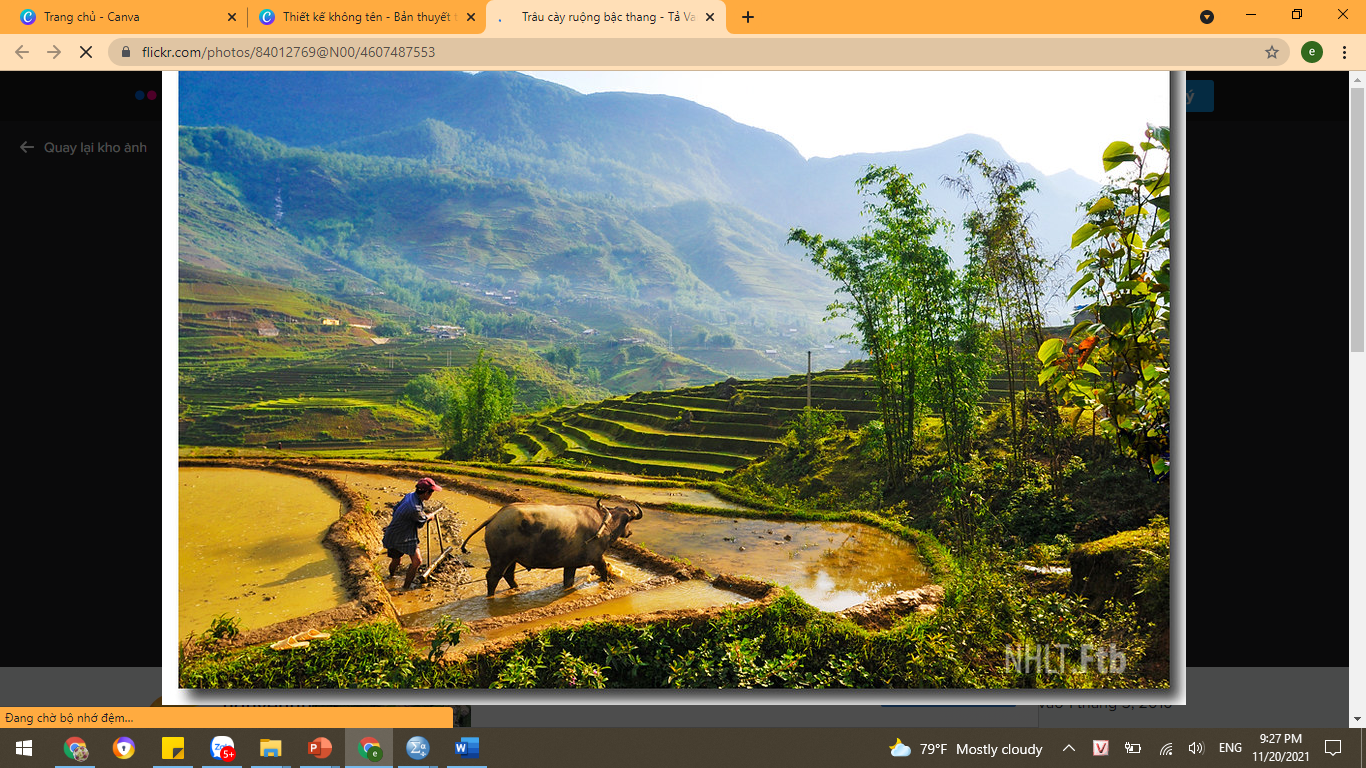 Trang chủ - Canva
Thiết kế không tên - Bản thuyết t
Trâu cày ruộng bậc thang - Tả Va
flickr.com/photos/84012769@N00/4607487553
e
ý
Quay lại kho ảnh
NHLT.Ftb
Đang chờ bộ nhớ đệm...
5+
79°F Mostly cloudy
ENG
9:27 PM
11/20/2021